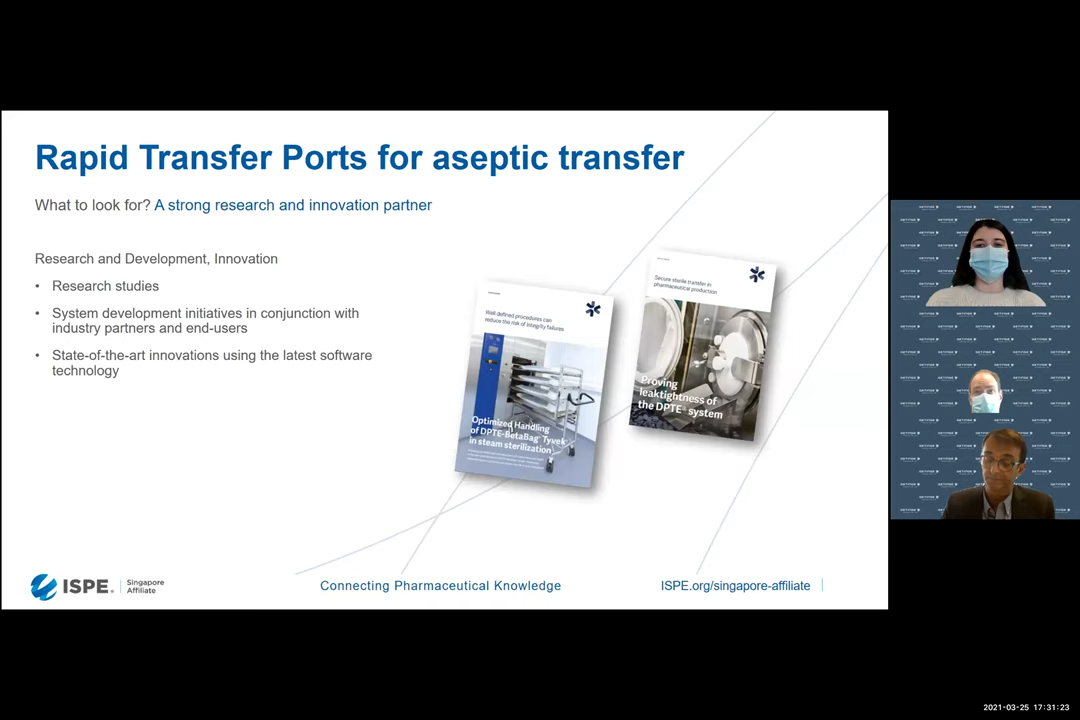 Rapid Transfer Ports for aseptic transfer
What to look for? A strong research and innovation partner
Research and Development, Innovation
• Research studies
• System development initiatives in conjunction with
industry partners and end-users
• State-of-the-art innovations using the latest software
technology
Well defined procedures can
reduce the risk of integrity failures
Optimized Handling
of DPTE-BetaBag® Tyvek®
in steam sterilization
Secure sterile transfer in
pharmaceutical production
Proving
leaktightness of
the DPTE® system
ISPE®
Singapore
Affiliate
Connecting Pharmaceutical Knowledge
ISPE.org/singapore-affiliate
GETINGE
2021-03-25 17:31:23